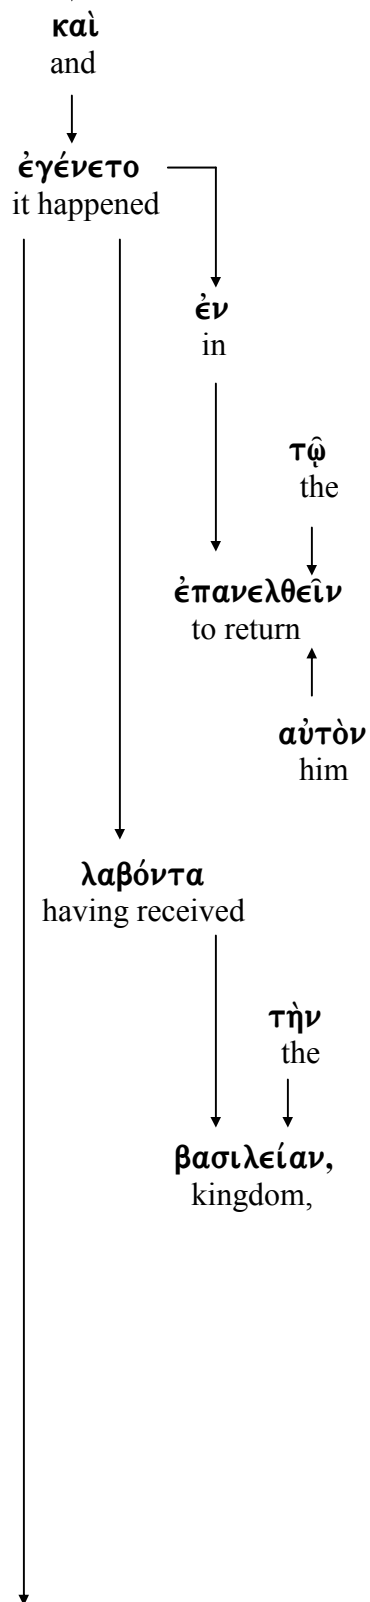 καὶ
and
ἐγένετο
it happened
ἐν
in
τῷ
the
ἐπανελθεῖν
to return
αὐτὸν
him
λαβόντα
having received
τὴν
the
βασιλείαν,
kingdom,